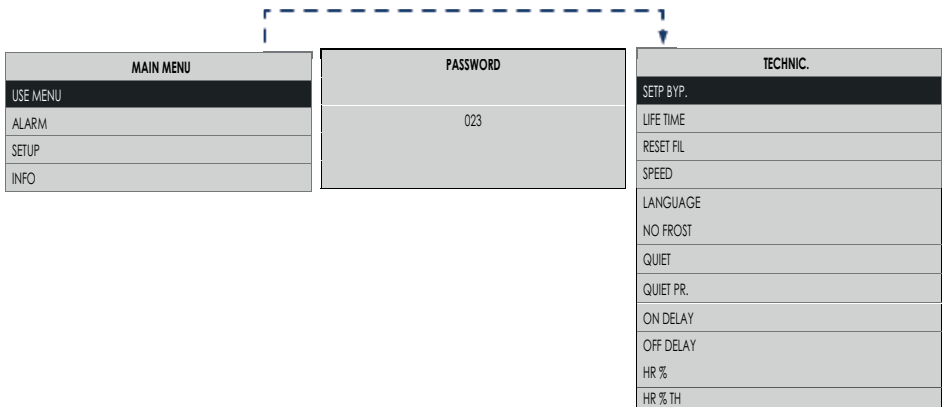 MAIN MENU
USE MENU
ALARM
SETUP
INFO
PASSWORD
023
TECHNIC.
SETP BYP.
LIFE TIME
RESET FIL
SPEED
LANGUAGE
NO FROST
QUIET
QUIET PR.
ON DELAY
OFF DELAY
HR %
HR % TH